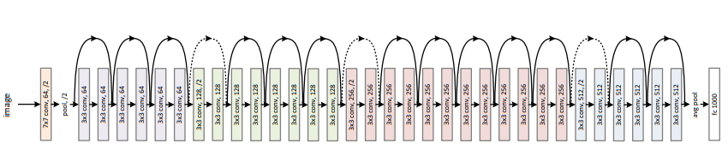 image
7x7 conv, 64, /2
pool, /2
3x3 conv, 64
3x3 conv, 64
3x3 conv, 64
3x3 conv, 64
3x3 conv, 64
3x3 conv, 64
3x3 conv, 128, /2
3x3 conv, 128
3x3 conv, 128
3x3 conv, 128
3x3 conv, 128
3x3 conv, 128
3x3 conv, 128
3x3 conv, 128
3x3 conv, 256, /2
3x3 conv, 256
3x3 conv, 256
3x3 conv, 256
3x3 conv, 256
3x3 conv, 256
3x3 conv, 256
3x3 conv, 256
3x3 conv, 256
3x3 conv, 256
3x3 conv, 256
3x3 conv, 256
3x3 conv, 512, /2
3x3 conv, 512
3x3 conv, 512
3x3 conv, 512
3x3 conv, 512
3x3 conv, 512
avg pool
fc 1000